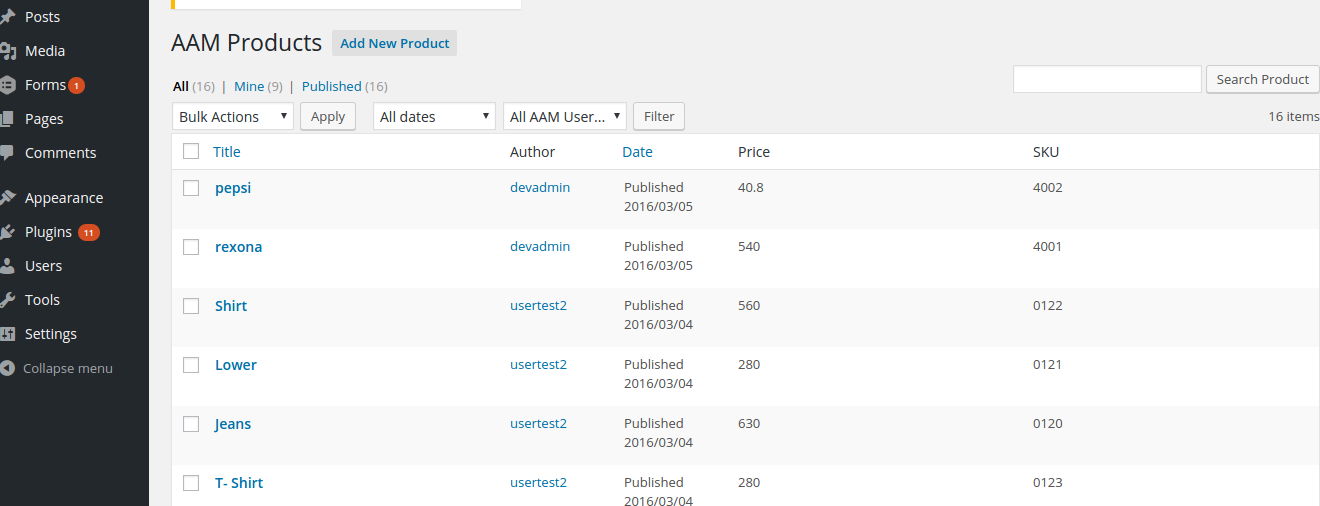 Posts
Media
Forms 1
Pages
Comments
Appearance
Plugins 11
Users
Tools
Settings
Collapse menu
AAM Products Add New Product
All (16) | Mine (9) | Published (16)
Search Product
Bulk Actions Apply All dates All AAM User... Filter 16 items
Title Author Date Price SKU
pepsi devadmin Published 40.8 4002
2016/03/05
rexona devadmin Published 540 4001
2016/03/05
Shirt usertest2 Published 560 0122
2016/03/04
Lower usertest2 Published 280 0121
2016/03/04
Jeans usertest2 Published 630 0120
2016/03/04
T- Shirt usertest2 Published 280 0123
2016/03/04